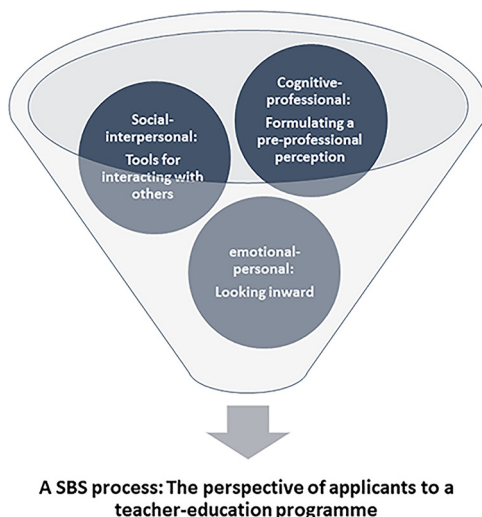 Social-
interpersonal:
Tools for
interacting with
others
Cognitive-
professional:
Formulating a
pre-professional
perception
emotional-
personal:
Looking inward
A SBS process: The perspective of applicants to a
teacher-education programme